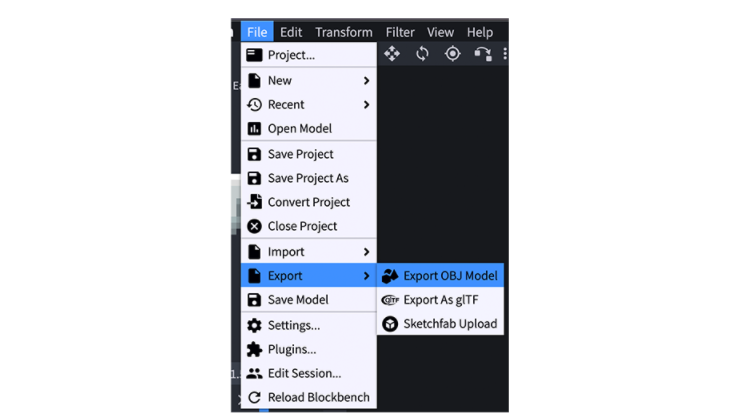 File Edit Transform Filter View Help
Project...
New
Recent
Open Model
Save Project
Save Project As
Convert Project
Close Project
Import
Export
Export OBJ Model
Save Model
Export As glTF
Settings...
Sketchfab Upload
Plugins...
Edit Session...
Reload Blockbench